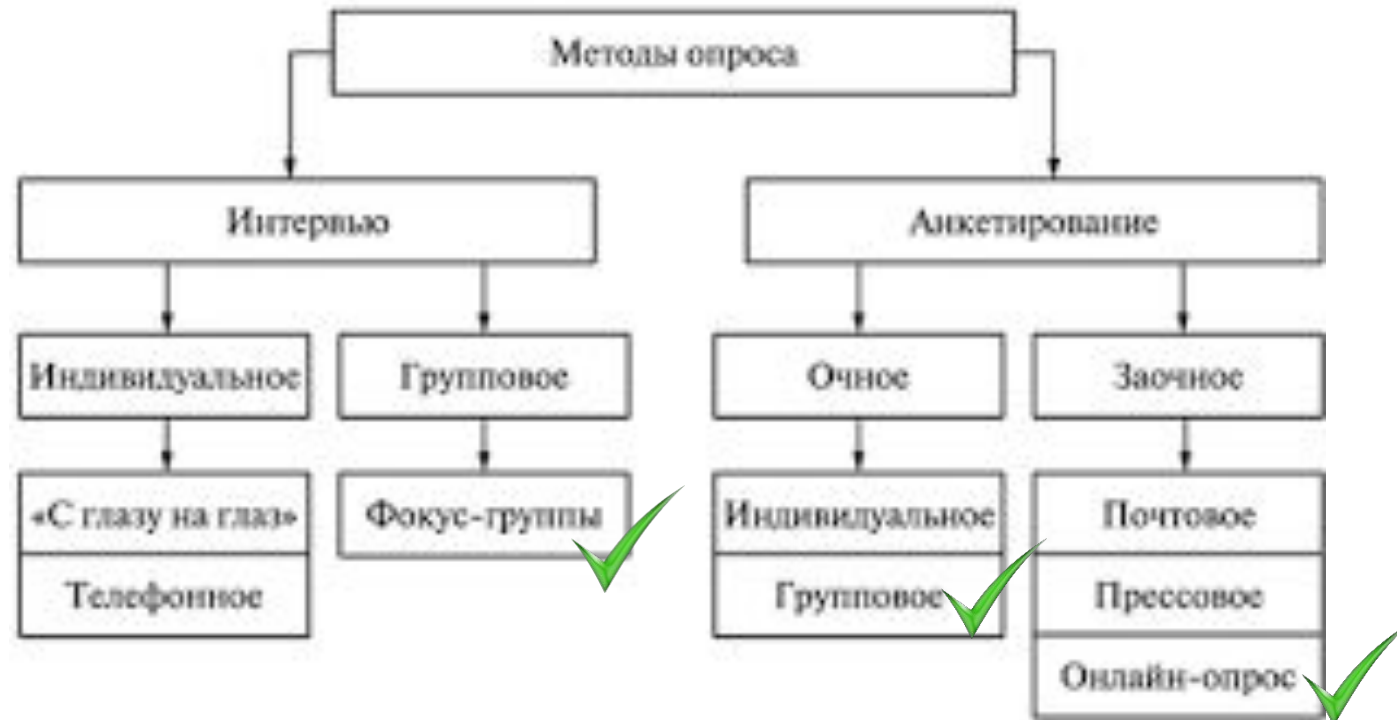 Методы опроса
Интервью
Анкетирование
Индивидуальное
Групповое
Очное
Заочное
«С глазу на глаз»
Фокус-группы
Индивидуальное
Почтовое
Телефонное
Групповое
Прессовое
Онлайн-опрос